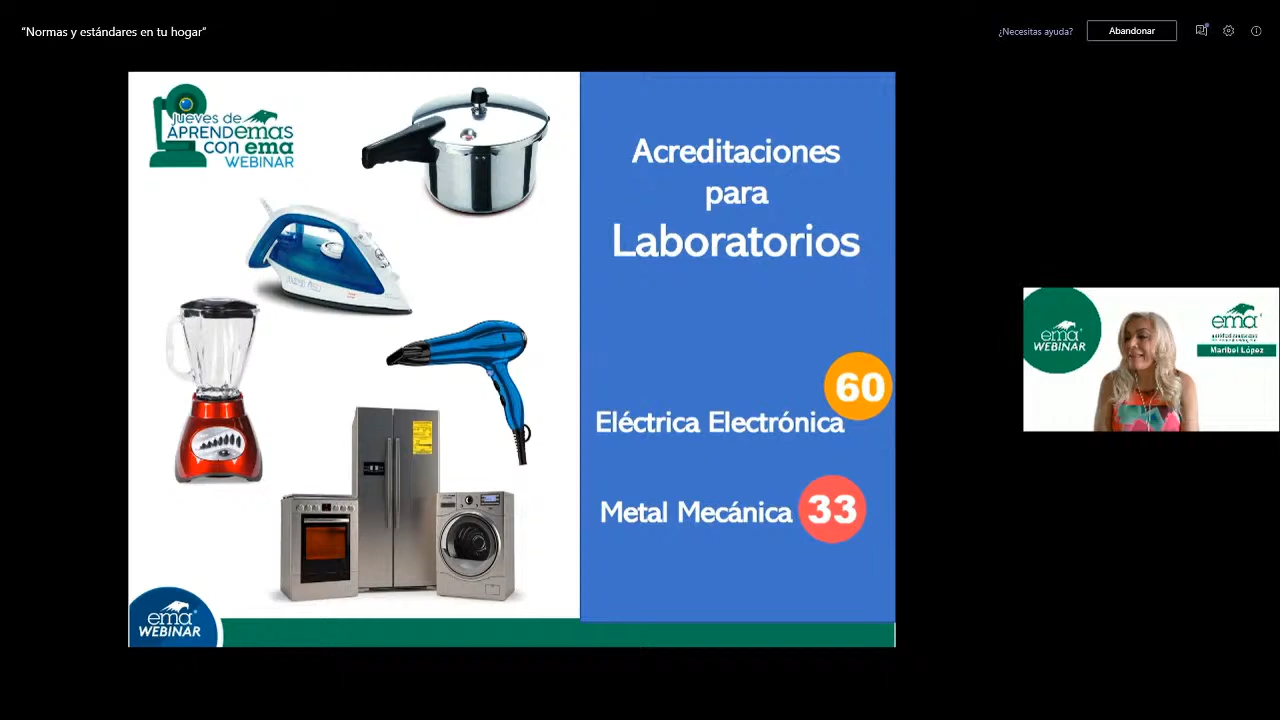 “Normas y estándares en tu hogar”
¿Necesitas ayuda?
Abandonar
jueves de
APRENDEMAS
con ema
WEBINAR
Acreditaciones
para
Laboratorios
60
Eléctrica Electrónica
Metal Mecánica 33
ema
WEBINAR
ema
WEBINAR
ema
Maribel López